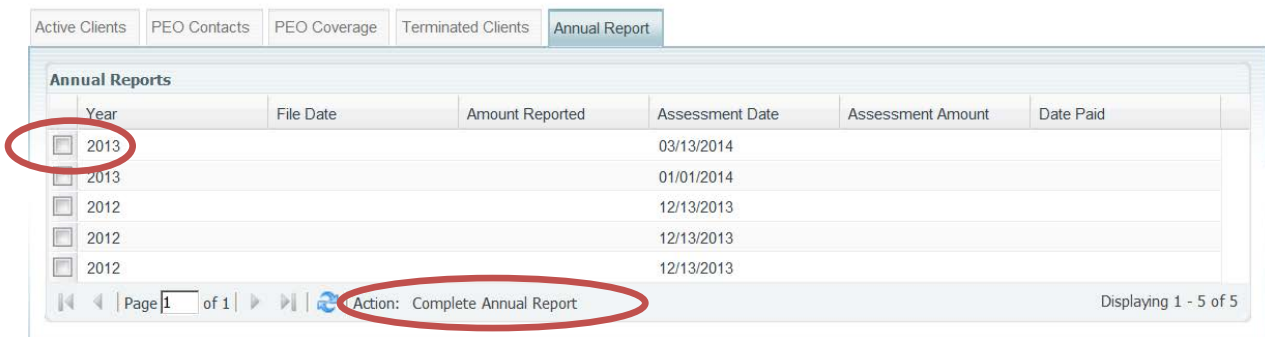 Active Clients PEO Contacts PEO Coverage Terminated Clients Annual Report
Annual Reports
Year File Date Amount Reported Assessment Date Assessment Amount Date Paid
2013 03/13/2014
2013 01/01/2014
2012 12/13/2013
2012 12/13/2013
2012 12/13/2013
Page 1 of 1 Action: Complete Annual Report Displaying 1 - 5 of 5